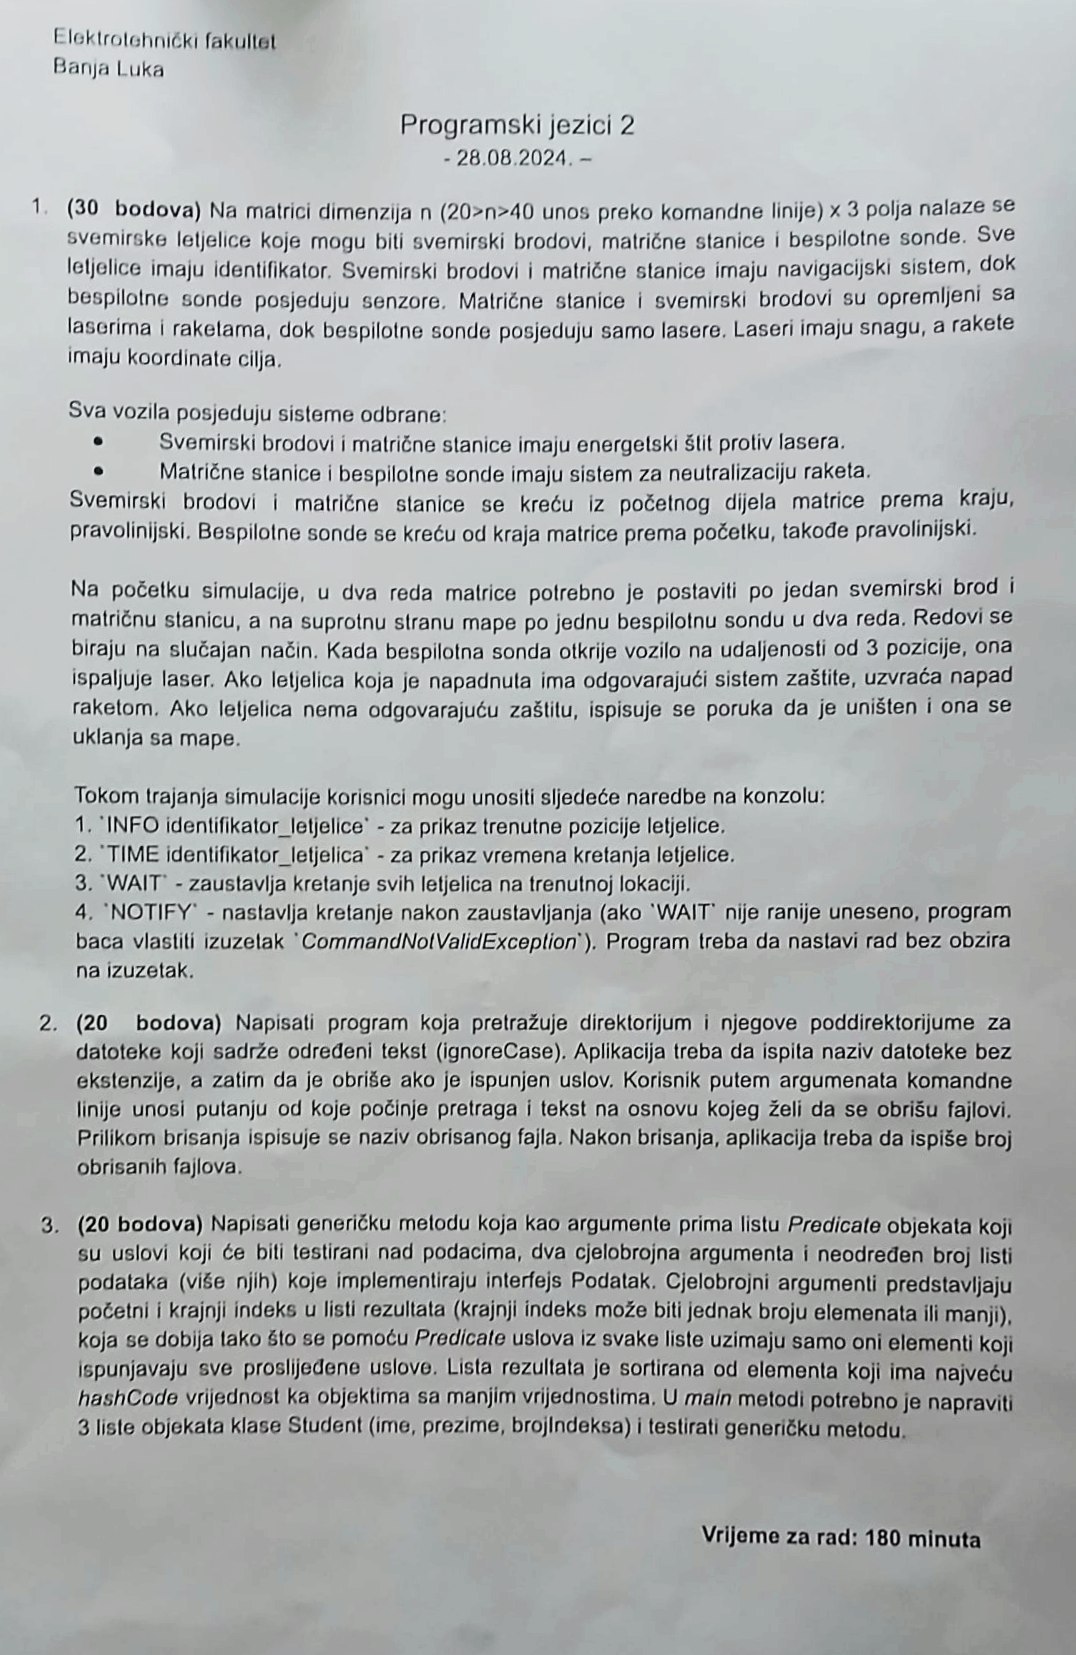 Elektrotehnički fakultet
Banja Luka
Programski jezici 2
- 28.08.2024. –
1. (30 bodova) Na matrici dimenzija n (20>n>40 unos preko komandne linije) x 3 polja nalaze se
svemirske letjelice koje mogu biti svemirski brodovi, matrične stanice i bespilotne sonde. Sve
letjelice imaju identifikator. Svemirski brodovi i matrične stanice imaju navigacijski sistem, dok
bespilotne sonde posjeduju senzore. Matrične stanice i svemirski brodovi su opremljeni sa
laserima i raketama, dok bespilotne sonde posjeduju samo lasere. Laseri imaju snagu, a rakete
imaju koordinate cilja.
Sva vozila posjeduju sisteme odbrane:
• Svemirski brodovi i matrične stanice imaju energetski štit protiv lasera.
• Matrične stanice i bespilotne sonde imaju sistem za neutralizaciju raketa.
Svemirski brodovi i matrične stanice se kreću iz početnog dijela matrice prema kraju,
pravolinijski. Bespilotne sonde se kreću od kraja matrice prema početku, takođe pravolinijski.
Na početku simulacije, u dva reda matrice potrebno je postaviti po jedan svemirski brod i
matričnu stanicu, a na suprotnu stranu mape po jednu bespilotnu sondu u dva reda. Redovi se
biraju na slučajan način. Kada bespilotna sonda otkrije vozilo na udaljenosti od 3 pozicije, ona
ispaljuje laser. Ako letjelica koja je napadnuta ima odgovarajući sistem zaštite, uzvraća napad
raketom. Ako letjelica nema odgovarajuću zaštitu, ispisuje se poruka da je uništen i ona se
uklanja sa mape.
Tokom trajanja simulacije korisnici mogu unositi sljedeće naredbe na konzolu:
1. `INFO identifikator_letjelice` - za prikaz trenutne pozicije letjelice.
2. `TIME identifikator_letjelica` - za prikaz vremena kretanja letjelice.
3. `WAIT` - zaustavlja kretanje svih letjelica na trenutnoj lokaciji.
4. `NOTIFY` - nastavlja kretanje nakon zaustavljanja (ako `WAIT` nije ranije uneseno, program
baca vlastiti izuzetak `CommandNotValidException`). Program treba da nastavi rad bez obzira
na izuzetak.
2. (20 bodova) Napisati program koja pretražuje direktorijum i njegove poddirektorijume za
datoteke koji sadrže određeni tekst (ignoreCase). Aplikacija treba da ispita naziv datoteke bez
ekstenzije, a zatim da je obriše ako je ispunjen uslov. Korisnik putem argumenata komandne
linije unosi putanju od koje počinje pretraga i tekst na osnovu kojeg želi da se obrišu fajlovi.
Prilikom brisanja ispisuje se naziv obrisanog fajla. Nakon brisanja, aplikacija treba da ispiše broj
obrisanih fajlova.
3. (20 bodova) Napisati generičku metodu koja kao argumente prima listu Predicate objekata koji
su uslovi koji će biti testirani nad podacima, dva cjelobrojna argumenta i neodređen broj listi
podataka (više njih) koje implementiraju interfejs Podatak. Cjelobrojni argumenti predstavljaju
početni i krajnji indeks u listi rezultata (krajnji indeks može biti jednak broju elemenata ili manji),
koja se dobija tako što se pomoću Predicate uslova iz svake liste uzimaju samo oni elementi koji
ispunjavaju sve proslijeđene uslove. Lista rezultata je sortirana od elementa koji ima najveću
hashCode vrijednost ka objektima sa manjim vrijednostima. U main metodi potrebno je napraviti
3 liste objekata klase Student (ime, prezime, brojIndeksa) i testirati generičku metodu.
Vrijeme za rad: 180 minuta